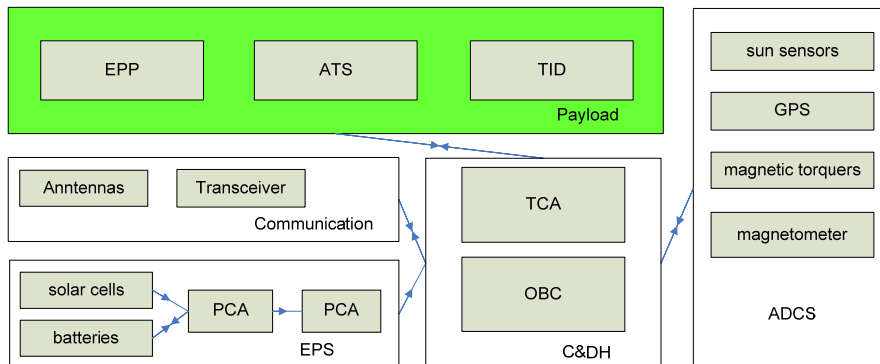 EPP
ATS
TID
Payload
sun sensors
GPS
magnetic torquers
magnetometer
ADCS
Anntennas
Transceiver
Communication
TCA
OBC
C&DH
solar cells
batteries
PCA
PCA
EPS